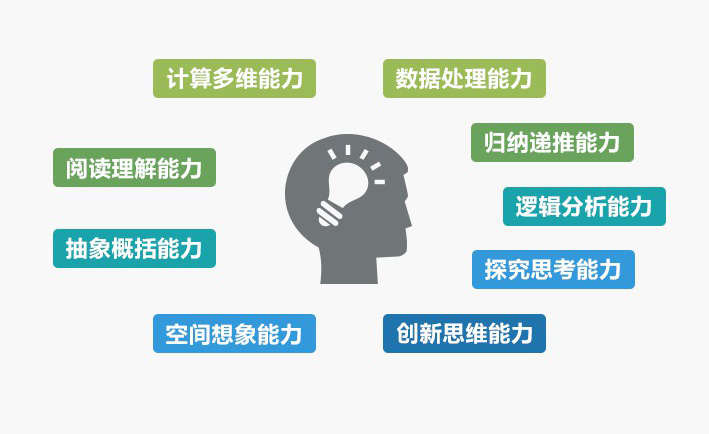 计算多维能力
数据处理能力
归纳递推能力
阅读理解能力
逻辑分析能力
抽象概括能力
探究思考能力
空间想象能力
创新思维能力